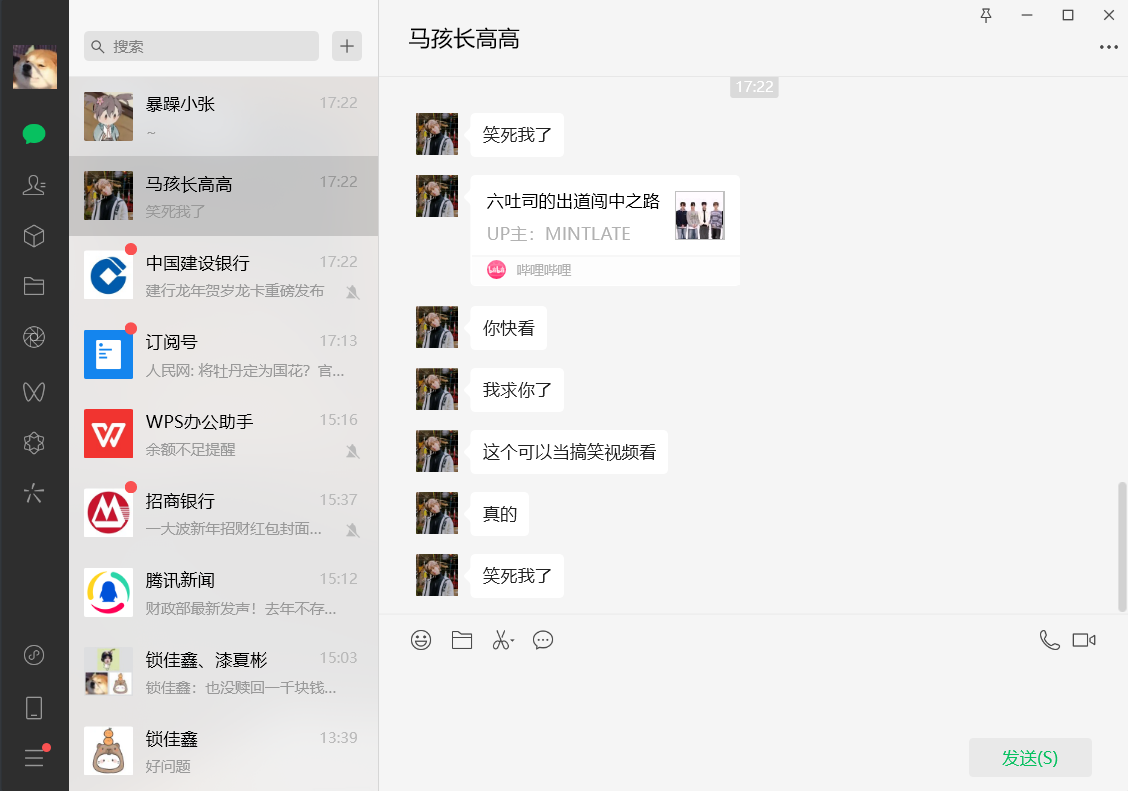 搜索
暴躁小张
17:22
~
马孩长高高
17:22
笑死我了
中国建设银行
17:22
建行龙年贺岁龙卡重磅发布
订阅号
17:13
人民网: 将牡丹定为国花？官...
WPS办公助手
15:16
余额不足提醒
招商银行
15:37
一大波新年招财红包封面...
腾讯新闻
15:12
财政部最新发声！去年不存...
锁佳鑫、漆夏彬
15:03
锁佳鑫：也没赎回一千块钱...
锁佳鑫
13:39
好问题
马孩长高高
17:22
笑死我了
六吐司的出道闯中之路
UP主：MINTLATE
哔哩哔哩
你快看
我求你了
这个可以当搞笑视频看
真的
笑死我了
发送(S)